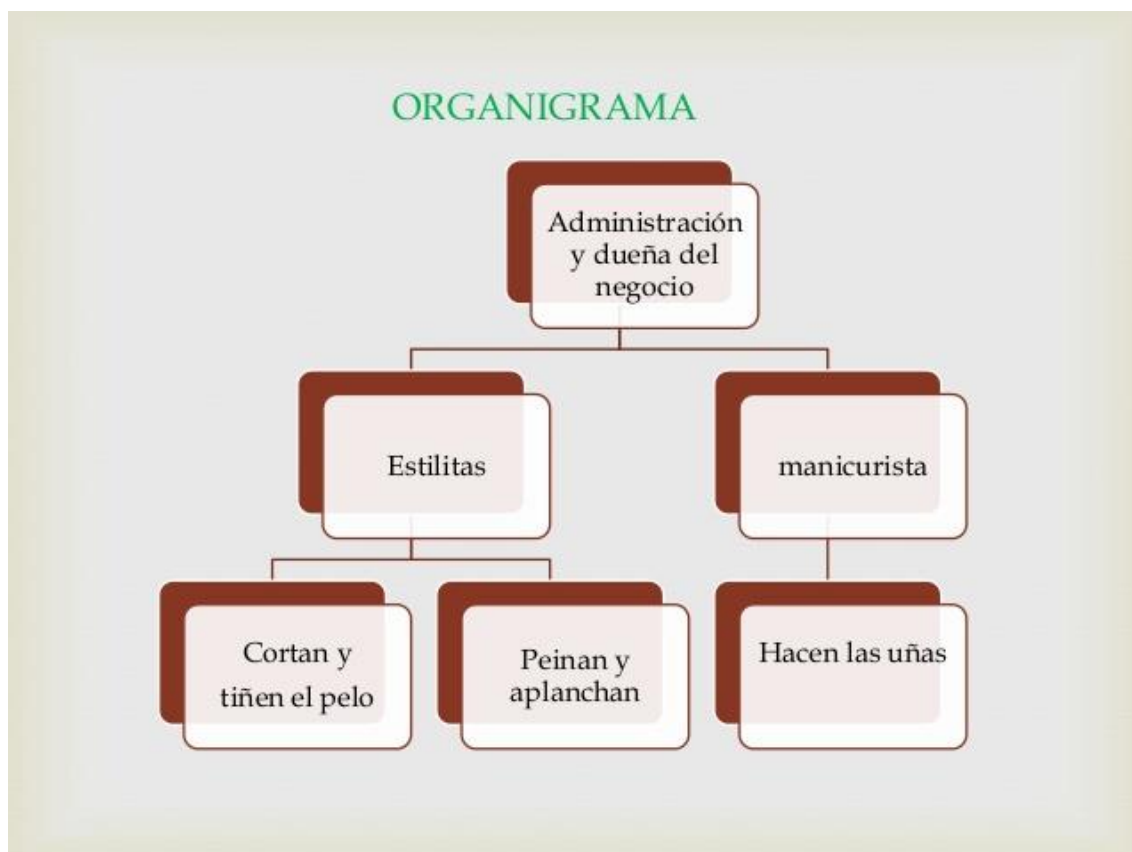 ORGANIGRAMA
Administración
y dueña del
negocio
Estilitas
manicurista
Cortan y
tiñen el pelo
Peinan y
aplanchan
Hacen las uñas